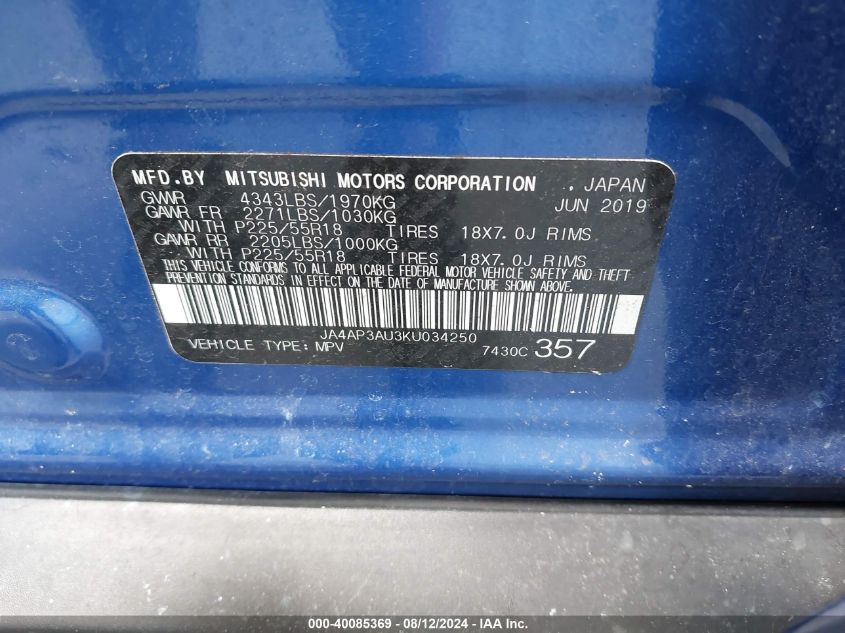 MFD.BY MITSUBISHI MOTORS CORPORATION . JAPAN
GVWR 4343LBS/1970KG JUN 2019
GAWR FR 2271LBS/1030KG
WITH P225/55R18 TIRES 18X7.0J RIMS
GAWR RR 2205LBS/1000KG
WITH P225/55R18 TIRES 18X7.0J RIMS
THIS VEHICLE CONFORMS TO ALL APPLICABLE FEDERAL MOTOR VEHICLE SAFETY AND THEFT
PREVENTION STANDARDS IN EFFECT ON THE DATE OF MANUFACTURE SHOWN ABOVE.
JA4AP3AU3KU034250
VEHICLE TYPE: MPV 7430C 357
000-40085369 - 08/12/2024 - IAA Inc.